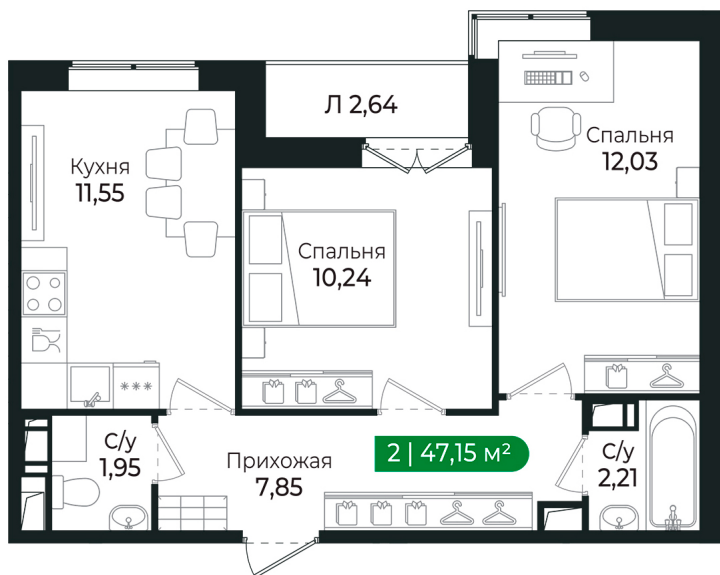 Л 2,64
Спальня
12,03
Кухня
11,55
Спальня
10,24
С/у
1,95
Прихожая
7,85
2 | 47,15 м²
С/у
2,21